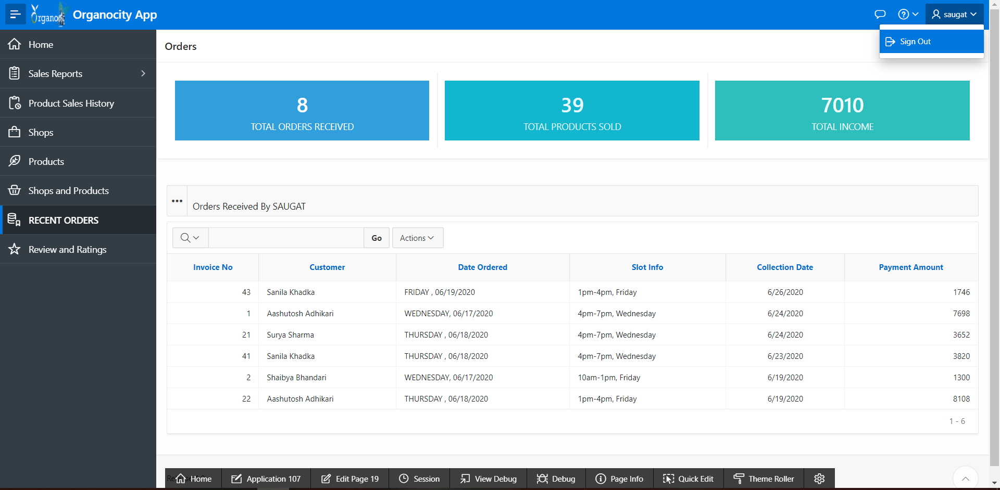 Organocity App
saugat
Sign Out
Home
Sales Reports
Product Sales History
Shops
Products
Shops and Products
RECENT ORDERS
Review and Ratings
Orders
8
TOTAL ORDERS RECEIVED
39
TOTAL PRODUCTS SOLD
7010
TOTAL INCOME
Orders Received By SAUGAT
Go Actions
Invoice No Customer Date Ordered Slot Info Collection Date Payment Amount
43 Sanila Khadka FRIDAY , 06/19/2020 1pm-4pm, Friday 6/26/2020 1746
1 Aashutosh Adhikari WEDNESDAY, 06/17/2020 4pm-7pm, Wednesday 6/24/2020 7698
21 Surya Sharma THURSDAY , 06/18/2020 4pm-7pm, Wednesday 6/24/2020 3652
41 Sanila Khadka THURSDAY , 06/18/2020 4pm-7pm, Wednesday 6/23/2020 3820
2 Shaibya Bhandari WEDNESDAY, 06/17/2020 10am-1pm, Friday 6/19/2020 1300
22 Aashutosh Adhikari THURSDAY , 06/18/2020 1pm-4pm, Friday 6/19/2020 8108
1 - 6
Home Application 107 Edit Page 19 Session View Debug Debug Page Info Quick Edit Theme Roller